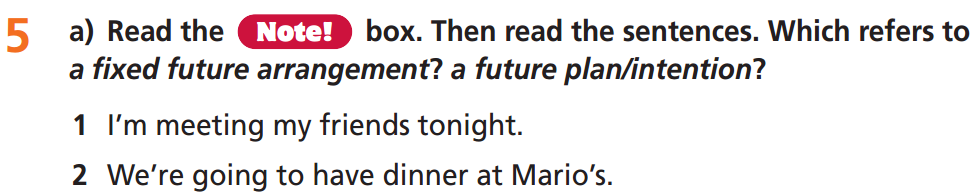 5 a) Read the Note! box. Then read the sentences. Which refers to
a fixed future arrangement? a future plan/intention?
1 I'm meeting my friends tonight.
2 We're going to have dinner at Mario's.